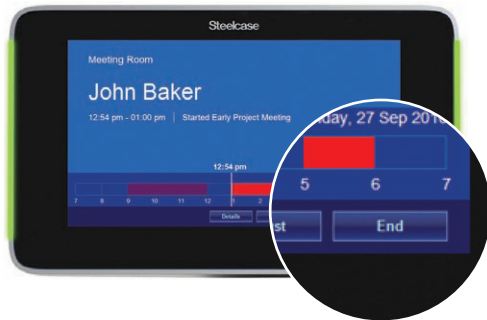 Steelcase
Meeting Room
John Baker
12:54 pm - 01:00 pm | Started Early Project Meeting
day, 27 Sep 201
12:54 pm
7 8 9 10 11 12 1 2
5 6 7
Details
st
End